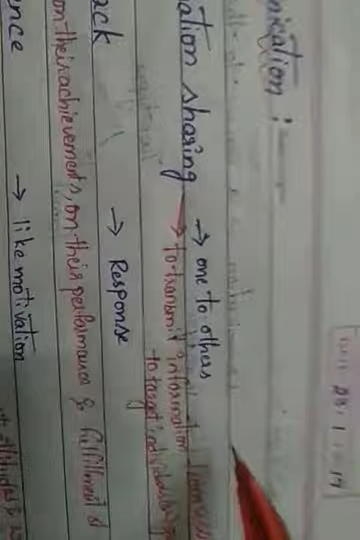 nication :
ation sharing → one to others
→ to transmit information
to target individuals
ack → Response
on their achievements, on their performance & fulfillment of
ence → like motivation